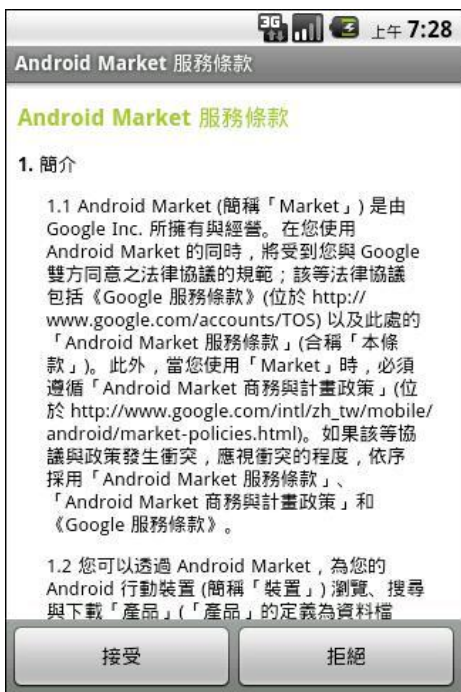 3G 上午 7:28
Android Market 服務條款
Android Market 服務條款
1. 簡介
1.1 Android Market (簡稱「Market」) 是由
Google Inc. 所擁有與經營。在您使用
Android Market 的同時，將受到您與 Google
雙方同意之法律協議的規範；該等法律協議
包括《Google 服務條款》(位於 http://
www.google.com/accounts/TOS) 以及此處的
「Android Market 服務條款」(合稱「本條
款」)。此外，當您使用「Market」時，必須
遵循「Android Market 商務與計畫政策」(位
於 http://www.google.com/intl/zh_tw/mobile/
android/market-policies.html)。如果該等協
議與政策發生衝突，應視衝突的程度，依序
採用「Android Market 服務條款」、
「Android Market 商務與計畫政策」和
《Google 服務條款》。
1.2 您可以透過 Android Market，為您的
Android 行動裝置 (簡稱「裝置」) 瀏覽、搜尋
與下載「產品」(「產品」的定義為資料檔
接受 拒絕